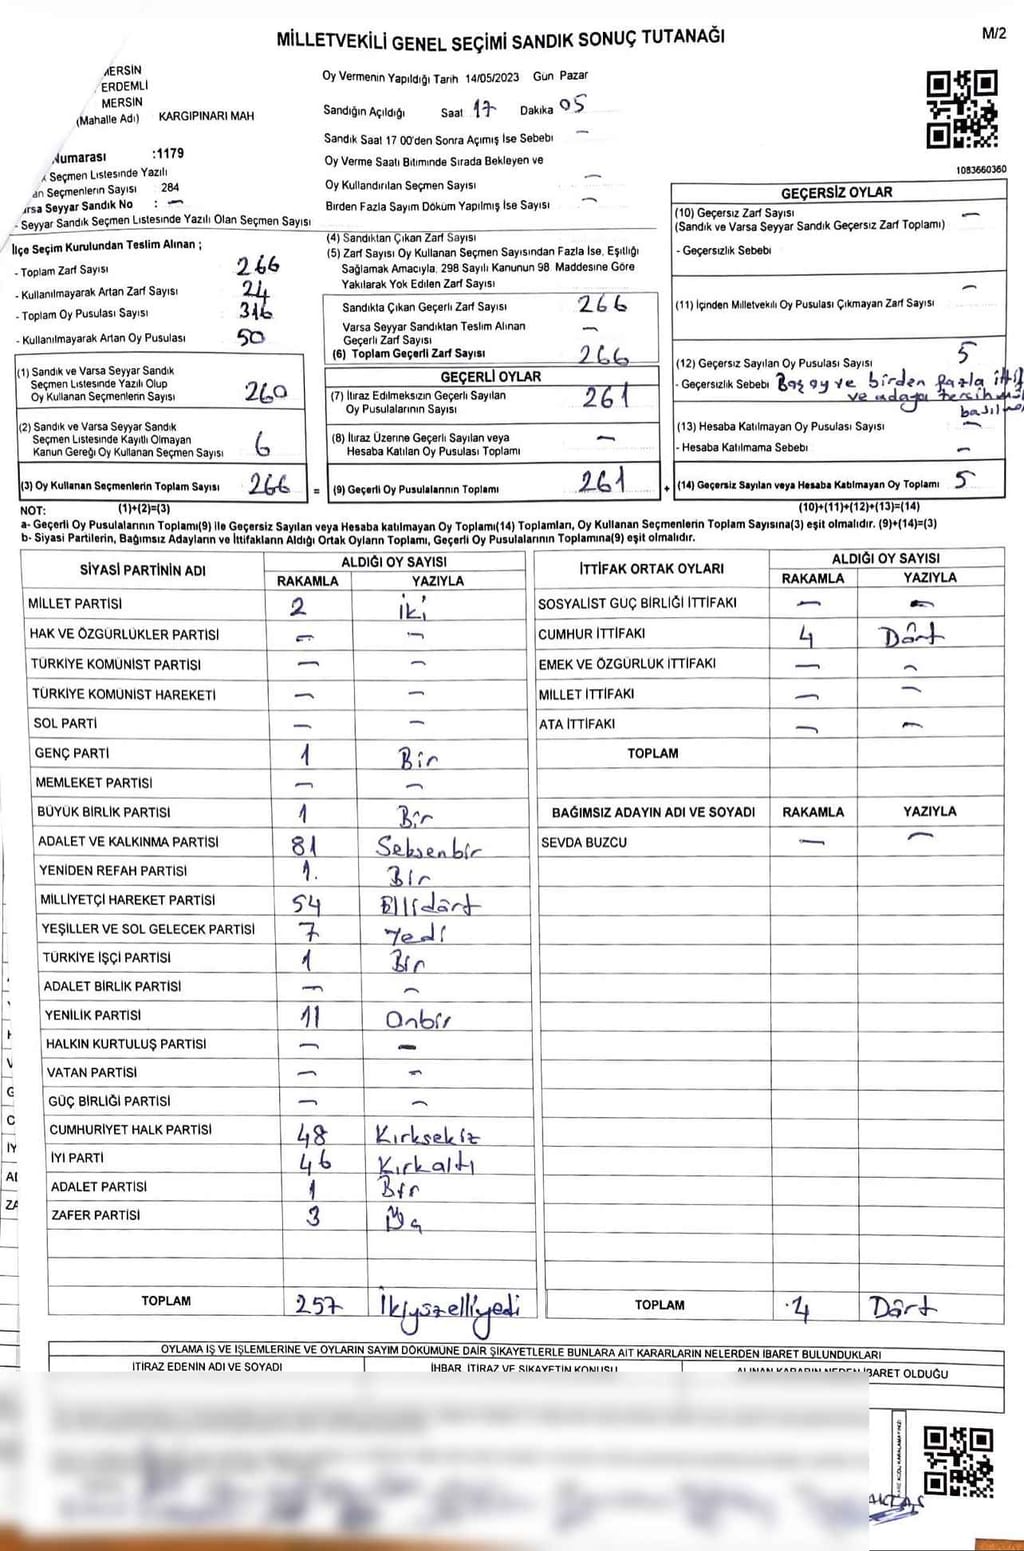 MİLLETVEKİLİ GENEL SEÇİMİ SANDIK SONUÇ TUTANAĞI
M/2
MERSİN
ERDEMLİ
MERSİN
(Mahalle Adı) KARGIPINARI MAH
Numarası :1179
Seçmen Listesinde Yazılı
an Seçmenlerin Sayısı 284
rsa Seyyar Sandık No : —
- Seyyar Sandık Seçmen Listesinde Yazılı Olan Seçmen Sayısı
Oy Vermenin Yapıldığı Tarih 14/05/2023 Gün Pazar
Sandığın Açıldığı Saat 17 Dakika 05
Sandık Saat 17 00'den Sonra Açımış İse Sebebi —
Oy Verme Saati Bitiminde Sırada Bekleyen ve
Oy Kullandırılan Seçmen Sayısı —
Birden Fazla Sayım Döküm Yapılmış İse Sayısı —
1083660360
İlçe Seçim Kurulundan Teslim Alınan ;
- Toplam Zarf Sayısı 266
- Kullanılmayarak Artan Zarf Sayısı 24
- Toplam Oy Pusulası Sayısı 316
- Kullanılmayarak Artan Oy Pusulası 50
(4) Sandıktan Çıkan Zarf Sayısı
(5) Zarf Sayısı Oy Kullanan Seçmen Sayısından Fazla İse, Eşitliği
Sağlamak Amacıyla, 298 Sayılı Kanunun 98 Maddesine Göre
Yakılarak Yok Edilen Zarf Sayısı
Sandıkta Çıkan Geçerli Zarf Sayısı 266
Varsa Seyyar Sandıktan Teslim Alınan
Geçerli Zarf Sayısı —
(6) Toplam Geçerli Zarf Sayısı 266
GEÇERSİZ OYLAR
(10) Geçersiz Zarf Sayısı —
(Sandık ve Varsa Seyyar Sandık Geçersiz Zarf Toplamı)
- Geçersizlik Sebebi
(11) İçinden Milletvekili Oy Pusulası Çıkmayan Zarf Sayısı —
(12) Geçersiz Sayılan Oy Pusulası Sayısı 5
- Geçersizlik Sebebi Boş oy ve birden fazla
ve adaya
(13) Hesaba Katılmayan Oy Pusulası Sayısı —
- Hesaba Katılmama Sebebi —
(14) Geçersiz Sayılan veya Hesaba Katılmayan Oy Toplamı 5
(1) Sandık ve Varsa Seyyar Sandık
Seçmen Listesinde Yazılı Olup
Oy Kullanan Seçmenlerin Sayısı 260
(2) Sandık ve Varsa Seyyar Sandık
Seçmen Listesinde Kayıtlı Olmayan
Kanun Gereği Oy Kullanan Seçmen Sayısı 6
(3) Oy Kullanan Seçmenlerin Toplam Sayısı 266 =
GEÇERLİ OYLAR
(7) İtiraz Edilmeksizin Geçerli Sayılan
Oy Pusulalarının Sayısı 261
(8) İtiraz Üzerine Geçerli Sayılan veya
Hesaba Katılan Oy Pusulası Toplamı —
(9) Geçerli Oy Pusulalarının Toplamı 261 +
NOT: (1)+(2)=(3) (10)+(11)+(12)+(13)=(14)
a- Geçerli Oy Pusulalarının Toplamı(9) ile Geçersiz Sayılan veya Hesaba katılmayan Oy Toplamı(14) Toplamları, Oy Kullanan Seçmenlerin Toplam Sayısına(3) eşit olmalıdır. (9)+(14)=(3)
b- Siyasi Partilerin, Bağımsız Adayların ve İttifakların Aldığı Ortak Oyların Toplamı, Geçerli Oy Pusulalarının Toplamına(9) eşit olmalıdır.
SİYASİ PARTİNİN ADI ALDIĞI OY SAYISI
RAKAMLA YAZIYLA
MİLLET PARTİSİ 2 iki
HAK VE ÖZGÜRLÜKLER PARTİSİ — —
TÜRKİYE KOMÜNİST PARTİSİ — —
TÜRKİYE KOMÜNİST HAREKETİ — —
SOL PARTİ — —
GENÇ PARTİ 1 Bir
MEMLEKET PARTİSİ — —
BÜYÜK BİRLİK PARTİSİ 1 Bir
ADALET VE KALKINMA PARTİSİ 81 Seksenbir
YENİDEN REFAH PARTİSİ 1. Bir
MİLLİYETÇİ HAREKET PARTİSİ 54 Ellidört
YEŞİLLER VE SOL GELECEK PARTİSİ 7 Yedi
TÜRKİYE İŞÇİ PARTİSİ 1 Bir
ADALET BİRLİK PARTİSİ — —
YENİLİK PARTİSİ 11 Onbir
HALKIN KURTULUŞ PARTİSİ — —
VATAN PARTİSİ — —
GÜÇ BİRLİĞİ PARTİSİ — —
CUMHURİYET HALK PARTİSİ 48 Kırksekiz
İYİ PARTİ 46 Kırkaltı
ADALET PARTİSİ 1 Bir
ZAFER PARTİSİ 3 Üç
TOPLAM 257 İkiyüzelliyedi
İTTİFAK ORTAK OYLARI ALDIĞI OY SAYISI
RAKAMLA YAZIYLA
SOSYALİST GÜÇ BİRLİĞİ İTTİFAKI — —
CUMHUR İTTİFAKI 4 Dört
EMEK VE ÖZGÜRLÜK İTTİFAKI — —
MİLLET İTTİFAKI — —
ATA İTTİFAKI — —
TOPLAM
BAĞIMSIZ ADAYIN ADI VE SOYADI RAKAMLA YAZIYLA
SEVDA BUZCU — —
TOPLAM 4 Dört
OYLAMA İŞ VE İŞLEMLERİNE VE OYLARIN SAYIM DÖKÜMÜNE DAİR ŞİKAYETLERLE BUNLARA AİT KARARLARIN NELERDEN İBARET BULUNDUKLARI
İTİRAZ EDENİN ADI VE SOYADI İHBAR, İTİRAZ VE ŞİKAYETİN KONUSU ALINAN KARARIN NEDEN İBARET OLDUĞU